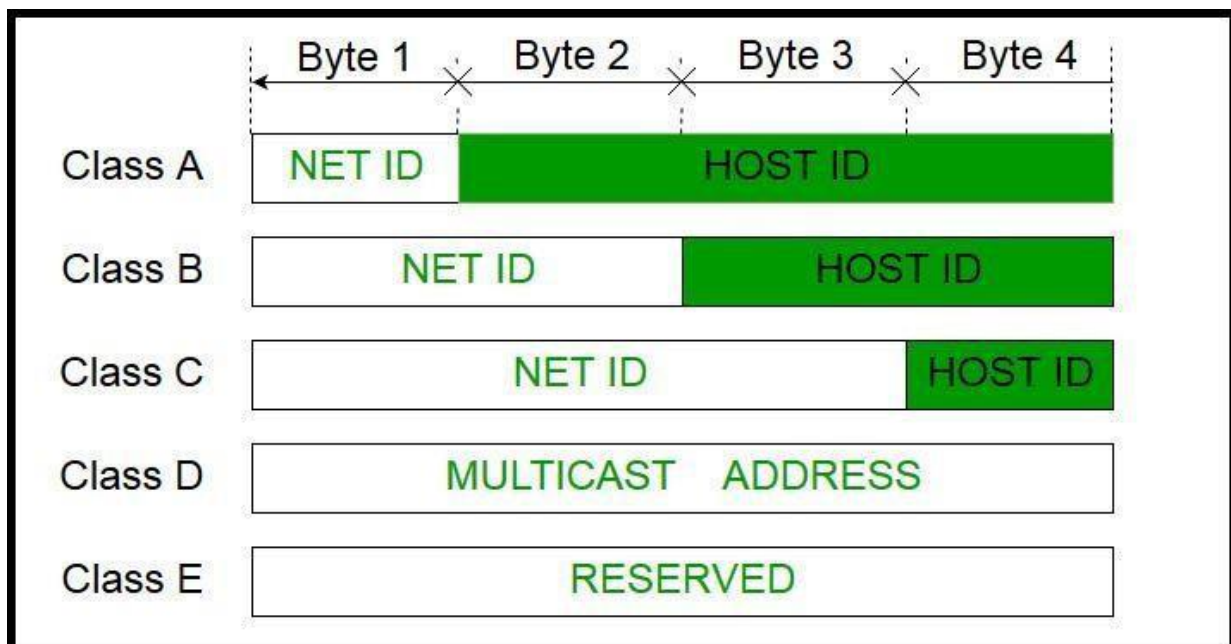 Byte 1 Byte 2 Byte 3 Byte 4
Class A NET ID HOST ID
Class B NET ID HOST ID
Class C NET ID HOST ID
Class D MULTICAST ADDRESS
Class E RESERVED